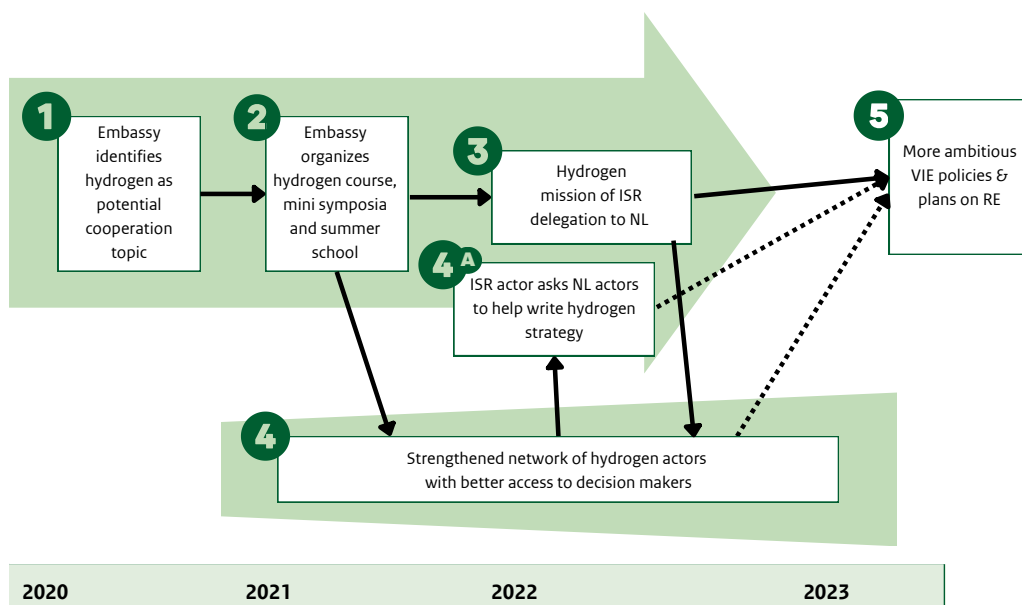 1
Embassy
identifies
hydrogen as
potential
cooperation
topic
2
Embassy
organizes
hydrogen course,
mini symposia
and summer
school
3
Hydrogen
mission of ISR
delegation to NL
4A
ISR actor asks NL actors
to help write hydrogen
strategy
5
More ambitious
VIE policies &
plans on RE
4
Strengthened network of hydrogen actors
with better access to decision makers
2020 2021 2022 2023